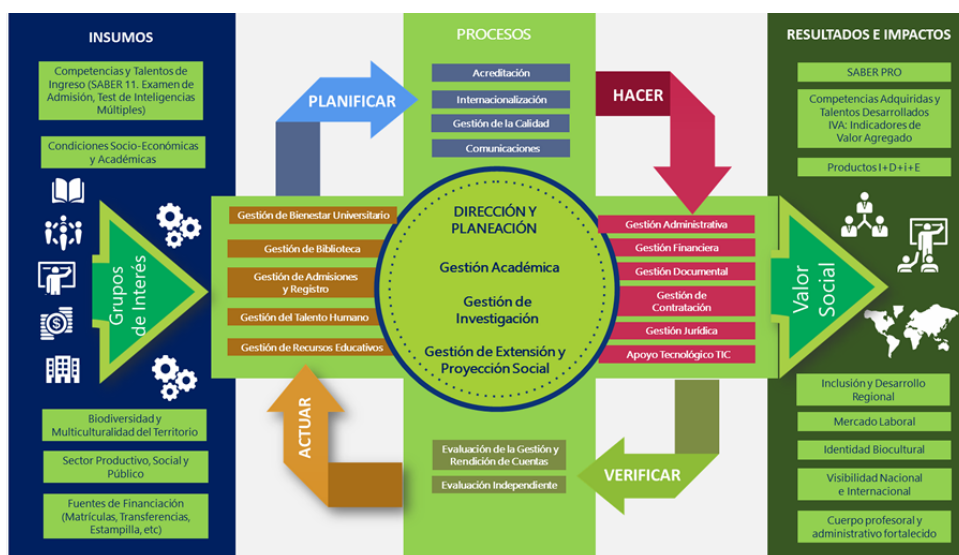 INSUMOS
Competencias y Talentos de
Ingreso (SABER 11. Examen de
Admisión, Test de Inteligencias
Múltiples)
Condiciones Socio-Económicas
y Académicas
Grupos
de Interés
Biodiversidad y
Multiculturalidad del Territorio
Sector Productivo, Social y
Público
Fuentes de Financiación
(Matrículas, Transferencias,
Estampilla, etc)
PROCESOS
PLANIFICAR
Acreditación
Internacionalización
Gestión de la Calidad
Comunicaciones
HACER
Gestión de Bienestar Universitario
Gestión de Biblioteca
Gestión de Admisiones
y Registro
Gestión del Talento Humano
Gestión de Recursos Educativos
DIRECCIÓN Y
PLANEACIÓN
Gestión Académica
Gestión de
Investigación
Gestión de Extensión y
Proyección Social
Gestión Administrativa
Gestión Financiera
Gestión Documental
Gestión de
Contratación
Gestión Jurídica
Apoyo Tecnológico TIC
ACTUAR
Evaluación de la Gestión y
Rendición de Cuentas
Evaluación Independiente
VERIFICAR
RESULTADOS E IMPACTOS
SABER PRO
Competencias Adquiridas y
Talentos Desarrollados
IVA: Indicadores de
Valor Agregado
Productos I+D+i+E
Valor
Social
Inclusión y Desarrollo
Regional
Mercado Laboral
Identidad Biocultural
Visibilidad Nacional
e Internacional
Cuerpo profesoral y
administrativo fortalecido